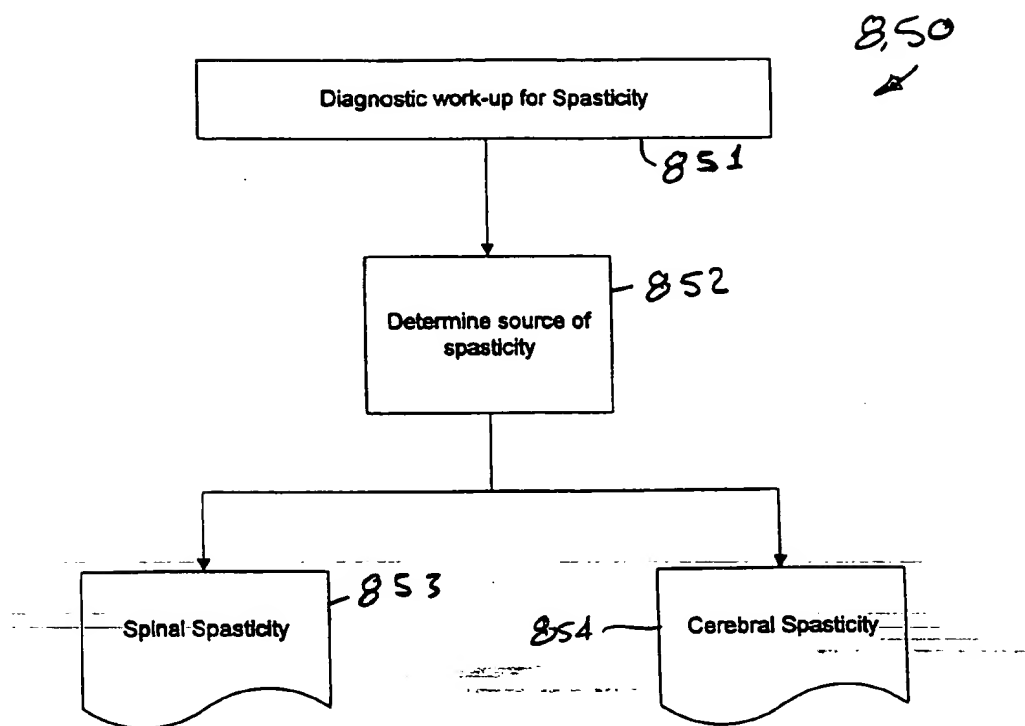 850
Diagnostic work-up for Spasticity
851
852
Determine source of
spasticity
853
Spinal Spasticity
854
Cerebral Spasticity